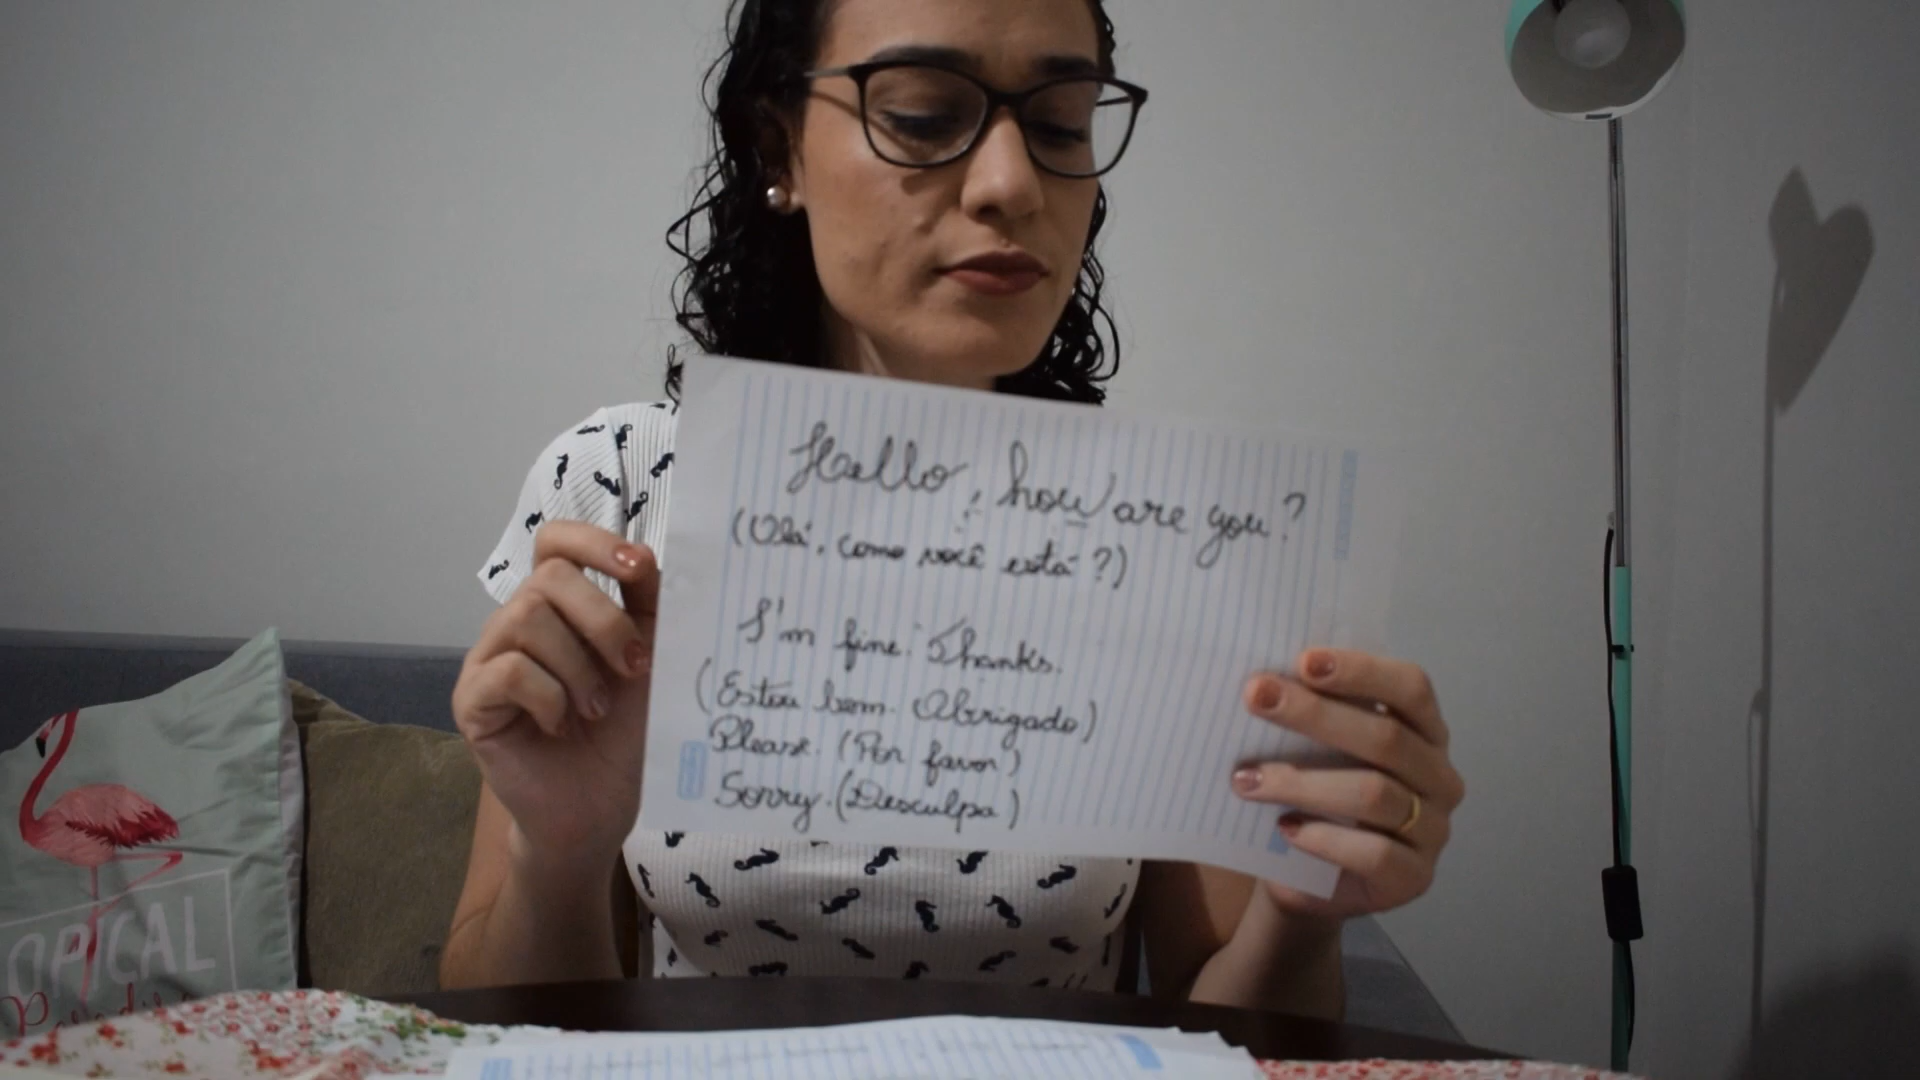 Hello, how are you?
(Olá, como você está?)
I'm fine. Thanks.
(Estou bem. Obrigado)
Please. (Por favor)
Sorry. (Desculpa)
OPICAL